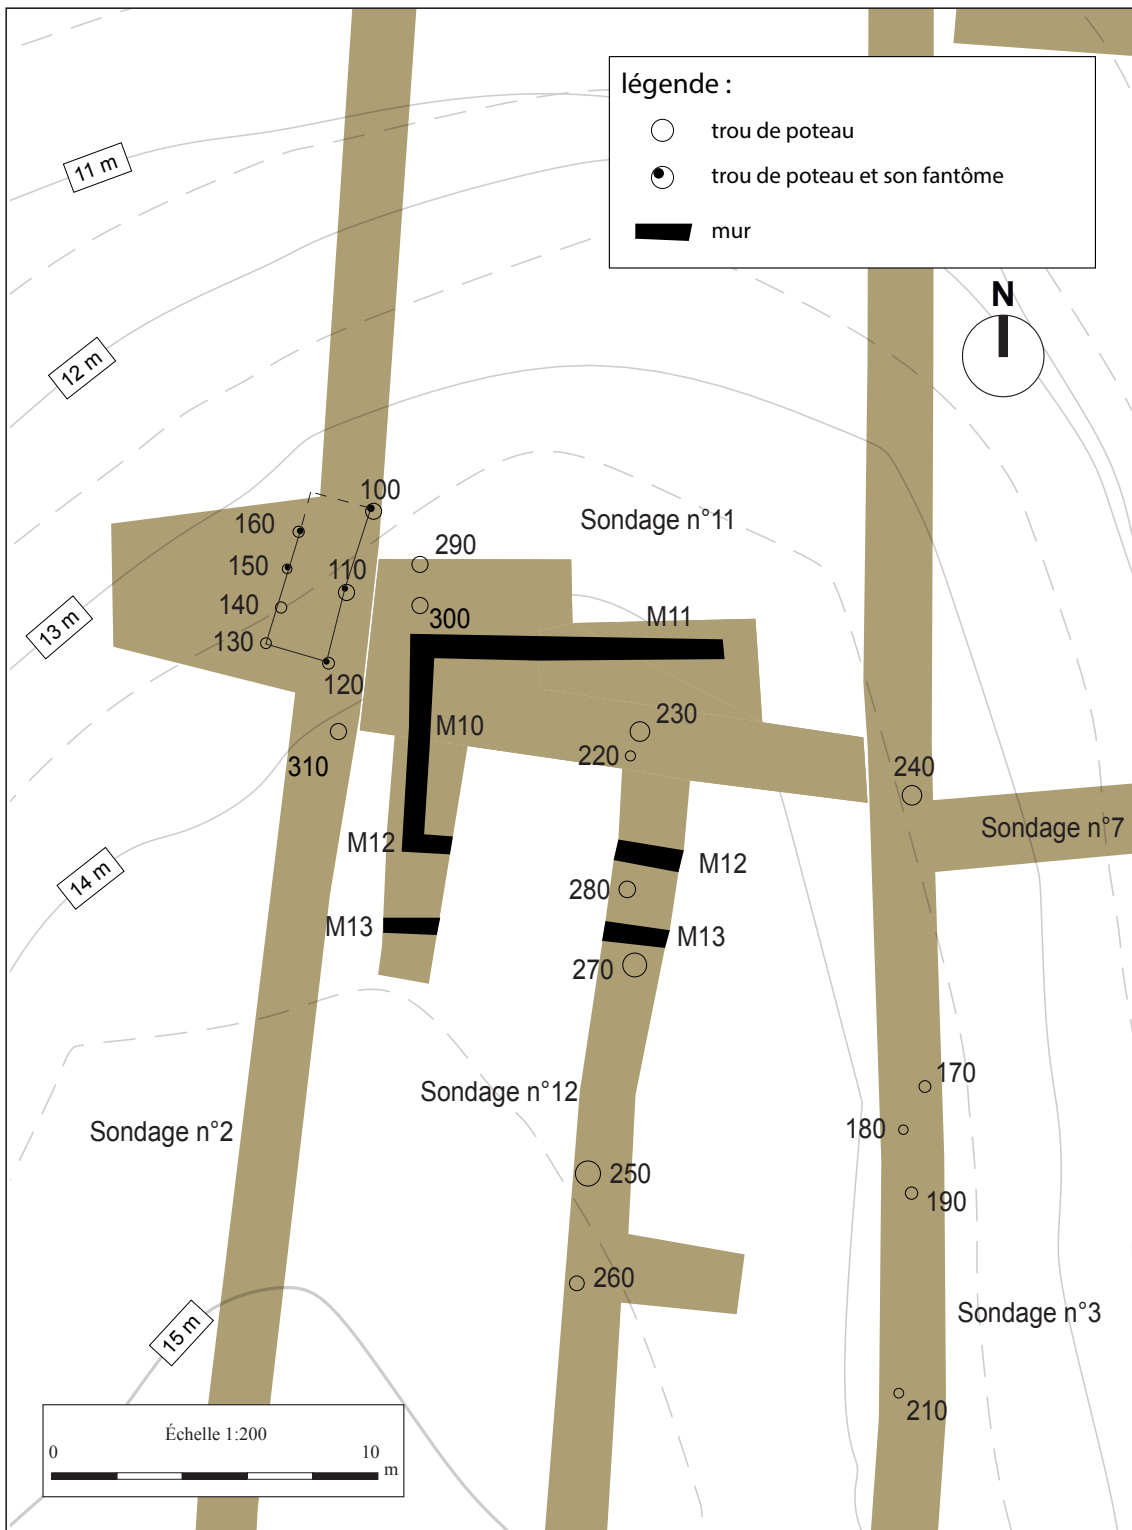 légende :
trou de poteau
trou de poteau et son fantôme
mur
11 m
N
12 m
100
Sondage n°11
160
290
150
110
140
300
M11
13 m
130
120
230
M10
220
310
240
Sondage n°7
M12
M12
14 m
280
M13
M13
270
170
Sondage n°12
Sondage n°2
180
250
190
260
Sondage n°3
15 m
210
Échelle 1:200
0 10
m